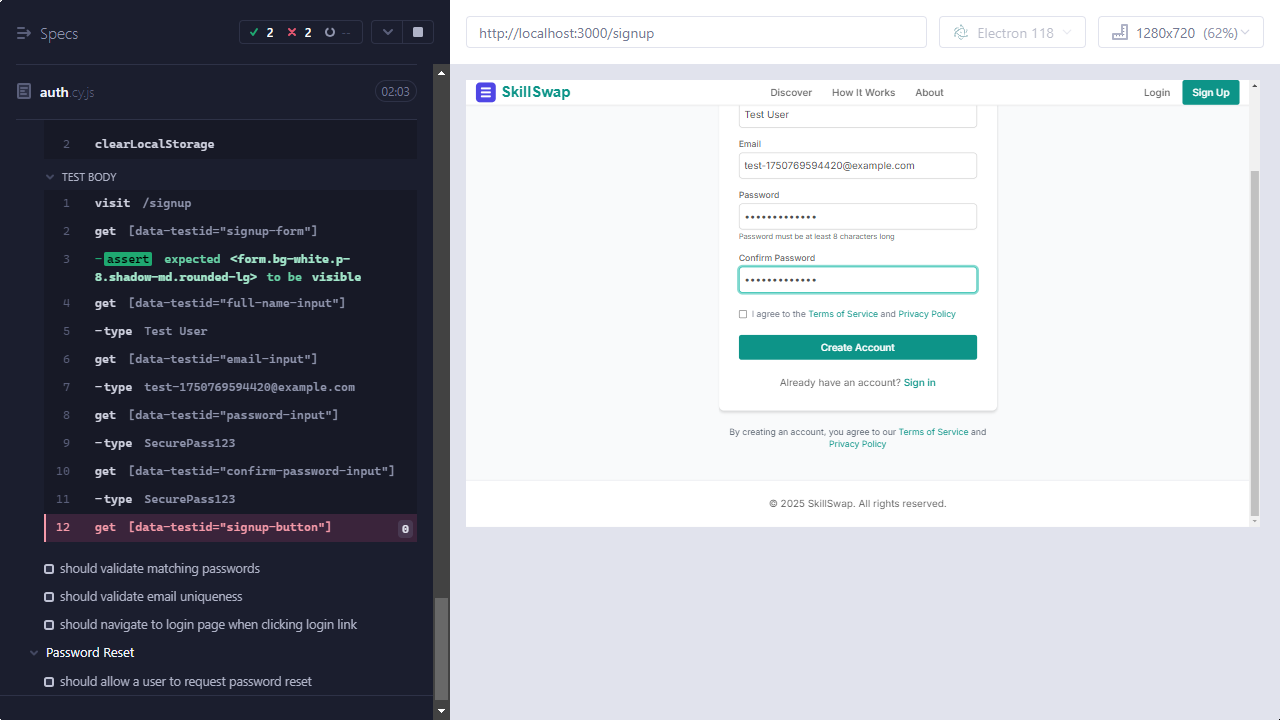 Specs
2
2
--
auth.cy.js
02:03
2 clearLocalStorage
TEST BODY
1 visit /signup
2 get [data-testid="signup-form"]
3 -assert expected <form.bg-white.p-
8.shadow-md.rounded-lg> to be visible
4 get [data-testid="full-name-input"]
5 -type Test User
6 get [data-testid="email-input"]
7 -type test-1750769594420@example.com
8 get [data-testid="password-input"]
9 -type SecurePass123
10 get [data-testid="confirm-password-input"]
11 -type SecurePass123
12 get [data-testid="signup-button"] 0
should validate matching passwords
should validate email uniqueness
should navigate to login page when clicking login link
Password Reset
should allow a user to request password reset
http://localhost:3000/signup
Electron 118
1280x720 (62%)
SkillSwap
Discover How It Works About
Login Sign Up
Test User
Email
test-1750769594420@example.com
Password
•••••••••••••
Password must be at least 8 characters long
Confirm Password
•••••••••••••
I agree to the Terms of Service and Privacy Policy
Create Account
Already have an account? Sign in
By creating an account, you agree to our Terms of Service and
Privacy Policy
© 2025 SkillSwap. All rights reserved.